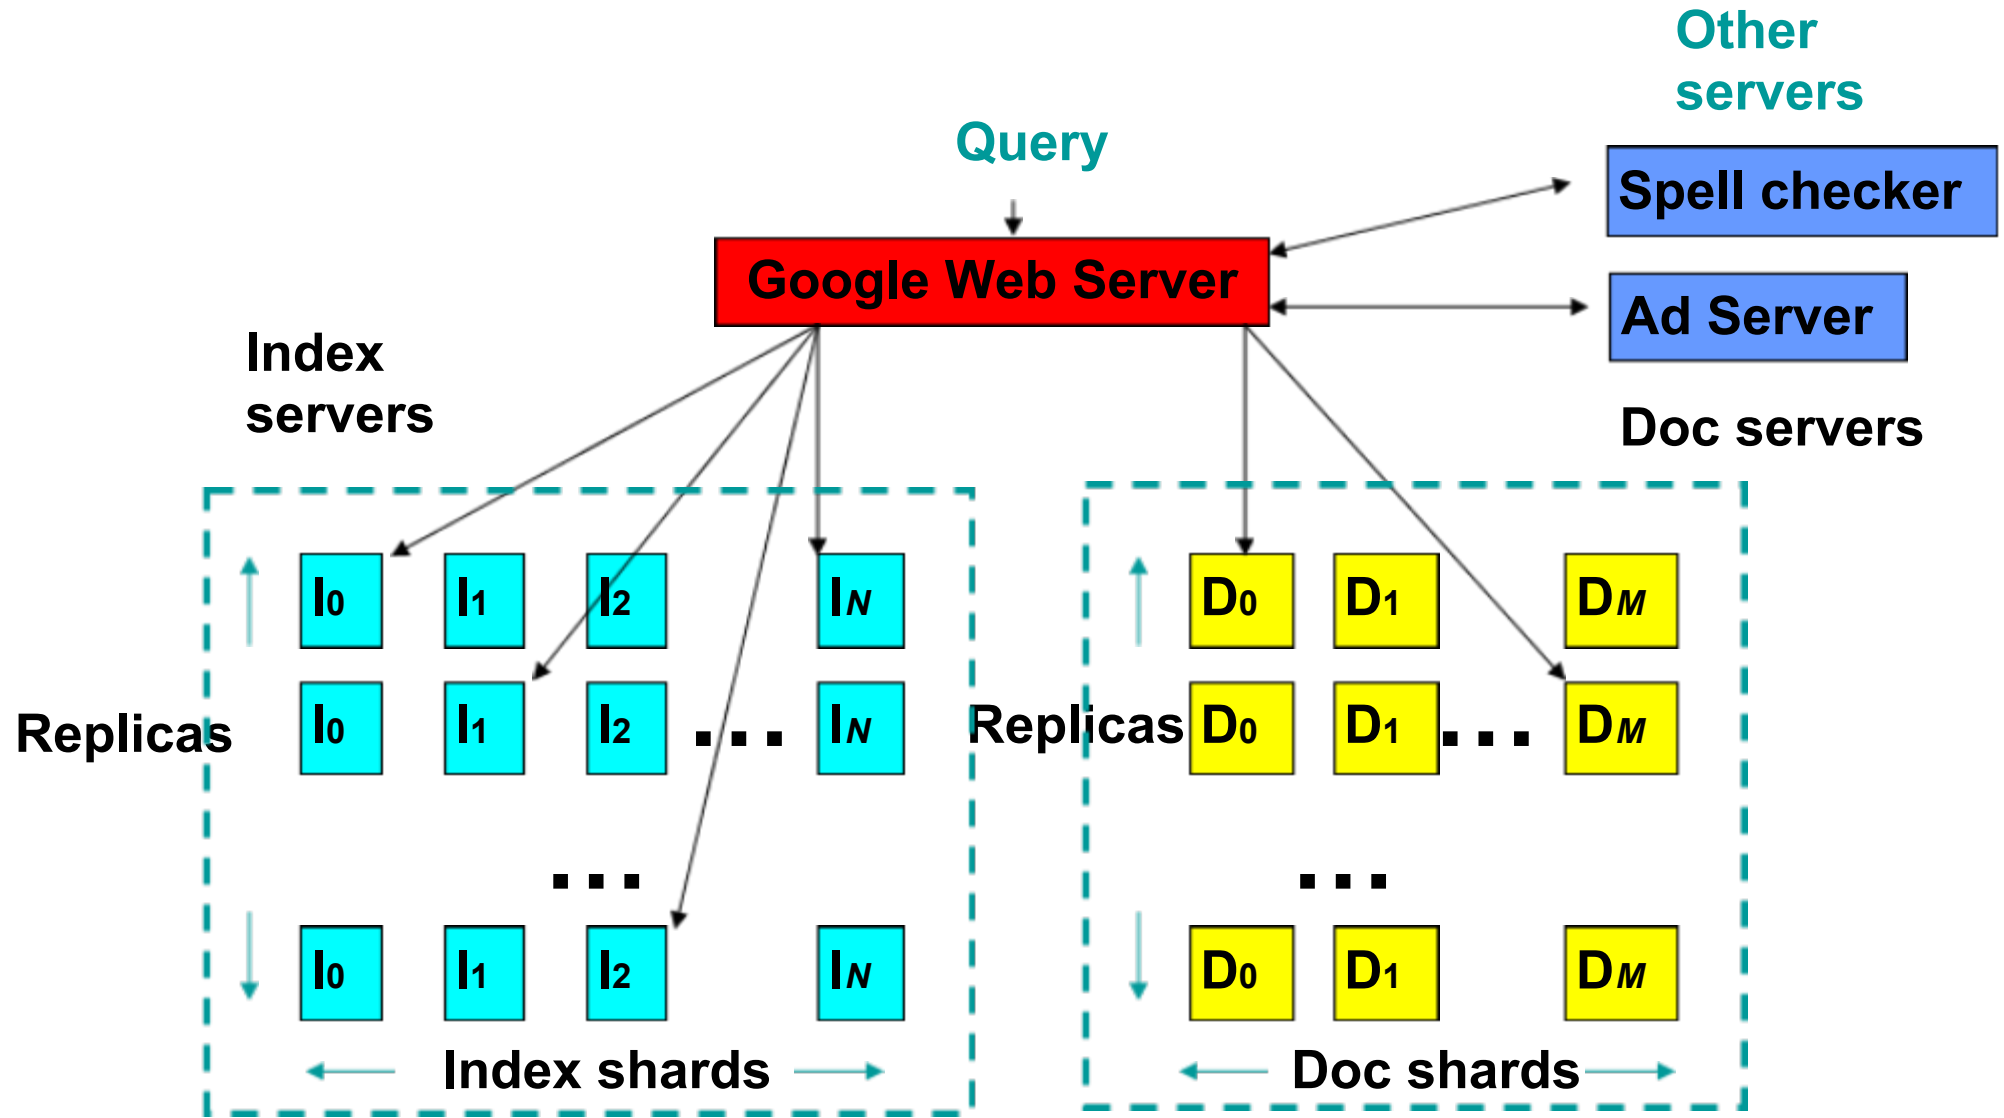 Other
servers
Query
Spell checker
Google Web Server
Ad Server
Index
servers
Doc servers
I0 I1 I2 IN
D0 D1 DM
Replicas
I0 I1 I2 ... IN
Replicas
D0 D1 ... DM
...
...
I0 I1 I2 IN
D0 D1 DM
Index shards
Doc shards